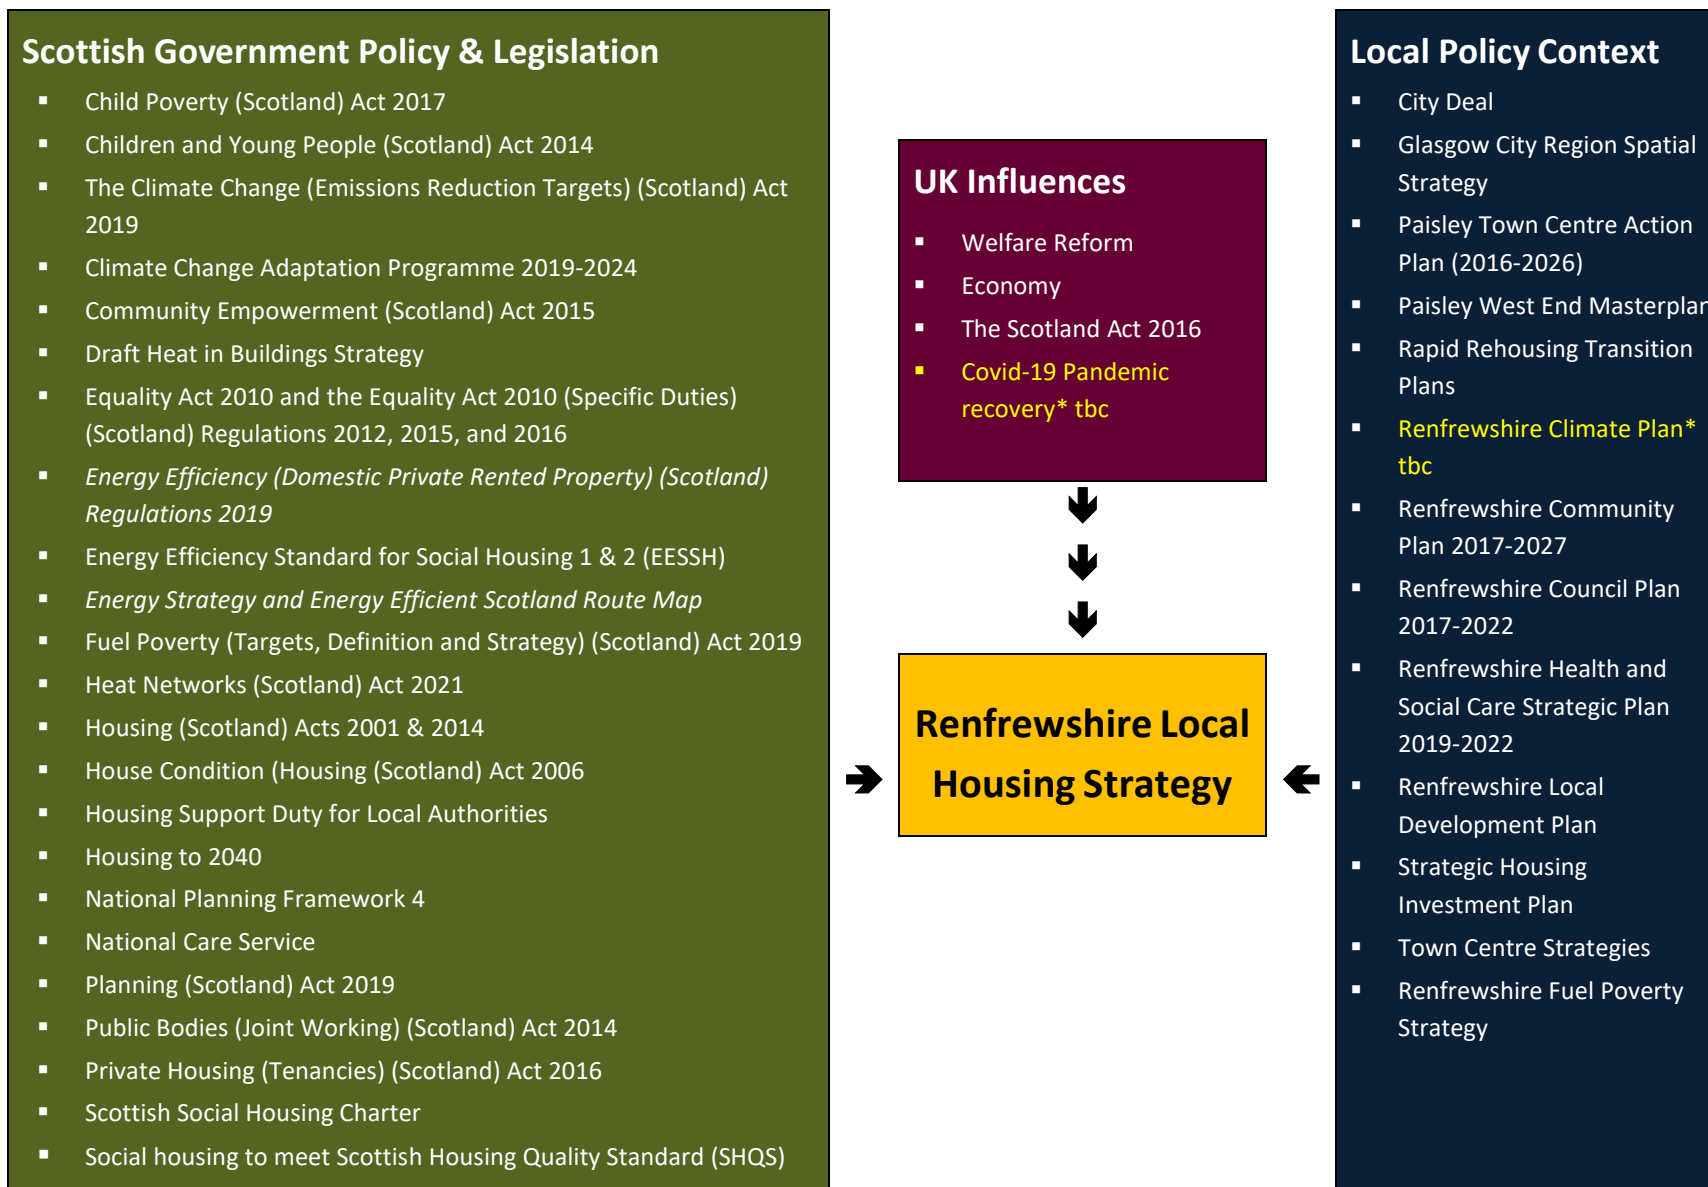 Scottish Government Policy & Legislation
▪ Child Poverty (Scotland) Act 2017
▪ Children and Young People (Scotland) Act 2014
▪ The Climate Change (Emissions Reduction Targets) (Scotland) Act
2019
▪ Climate Change Adaptation Programme 2019-2024
▪ Community Empowerment (Scotland) Act 2015
▪ Draft Heat in Buildings Strategy
▪ Equality Act 2010 and the Equality Act 2010 (Specific Duties)
(Scotland) Regulations 2012, 2015, and 2016
▪ Energy Efficiency (Domestic Private Rented Property) (Scotland)
Regulations 2019
▪ Energy Efficiency Standard for Social Housing 1 & 2 (EESSH)
▪ Energy Strategy and Energy Efficient Scotland Route Map
▪ Fuel Poverty (Targets, Definition and Strategy) (Scotland) Act 2019
▪ Heat Networks (Scotland) Act 2021
▪ Housing (Scotland) Acts 2001 & 2014
▪ House Condition (Housing (Scotland) Act 2006
▪ Housing Support Duty for Local Authorities
▪ Housing to 2040
▪ National Planning Framework 4
▪ National Care Service
▪ Planning (Scotland) Act 2019
▪ Public Bodies (Joint Working) (Scotland) Act 2014
▪ Private Housing (Tenancies) (Scotland) Act 2016
▪ Scottish Social Housing Charter
▪ Social housing to meet Scottish Housing Quality Standard (SHQS)
UK Influences
▪ Welfare Reform
▪ Economy
▪ The Scotland Act 2016
▪ Covid-19 Pandemic
recovery* tbc
Renfrewshire Local
Housing Strategy
Local Policy Context
▪ City Deal
▪ Glasgow City Region Spatial
Strategy
▪ Paisley Town Centre Action
Plan (2016-2026)
▪ Paisley West End Masterplan
▪ Rapid Rehousing Transition
Plans
▪ Renfrewshire Climate Plan*
tbc
▪ Renfrewshire Community
Plan 2017-2027
▪ Renfrewshire Council Plan
2017-2022
▪ Renfrewshire Health and
Social Care Strategic Plan
2019-2022
▪ Renfrewshire Local
Development Plan
▪ Strategic Housing
Investment Plan
▪ Town Centre Strategies
▪ Renfrewshire Fuel Poverty
Strategy